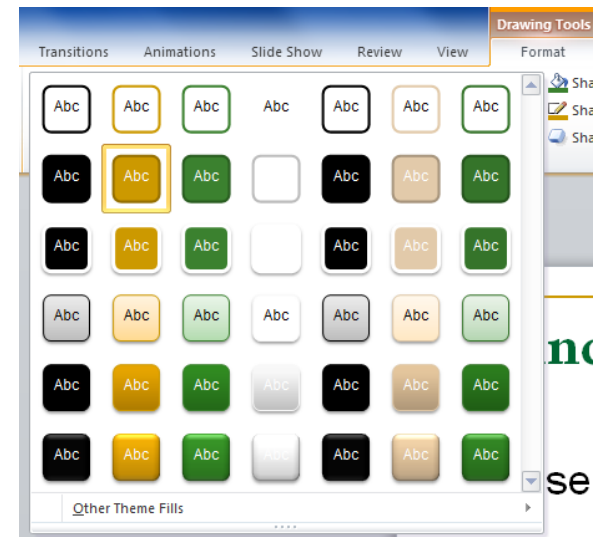 Drawing Tools
Transitions Animations Slide Show Review View Format
Abc Abc Abc Abc Abc Abc Abc
Sha
Sha
Sha
Abc Abc Abc Abc Abc Abc
Abc Abc Abc Abc Abc Abc
Abc Abc Abc Abc Abc Abc Abc
nc
Abc Abc Abc Abc Abc Abc Abc
Abc Abc Abc Abc Abc Abc Abc
se
Other Theme Fills